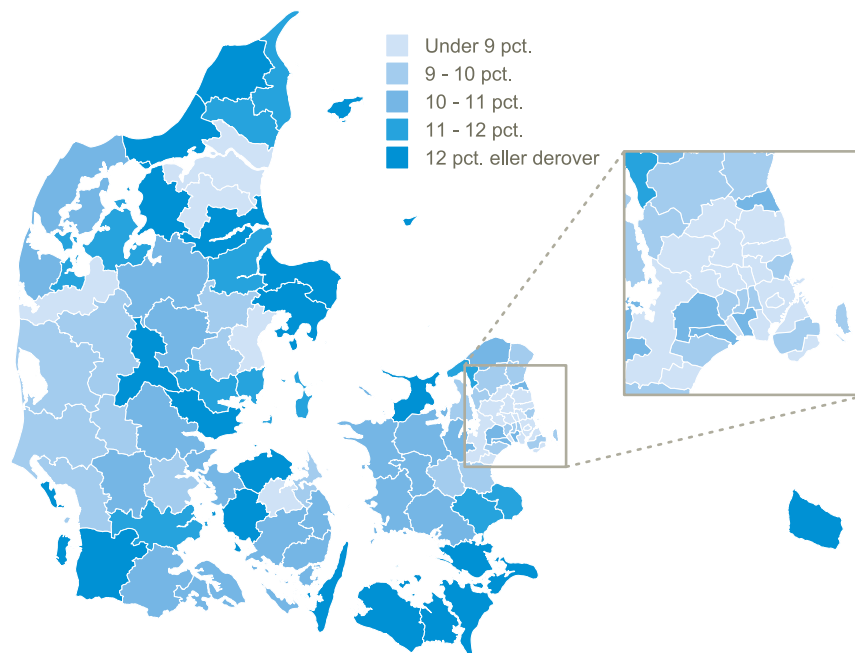 Under 9 pct.
9 - 10 pct.
10 - 11 pct.
11 - 12 pct.
12 pct. eller derover